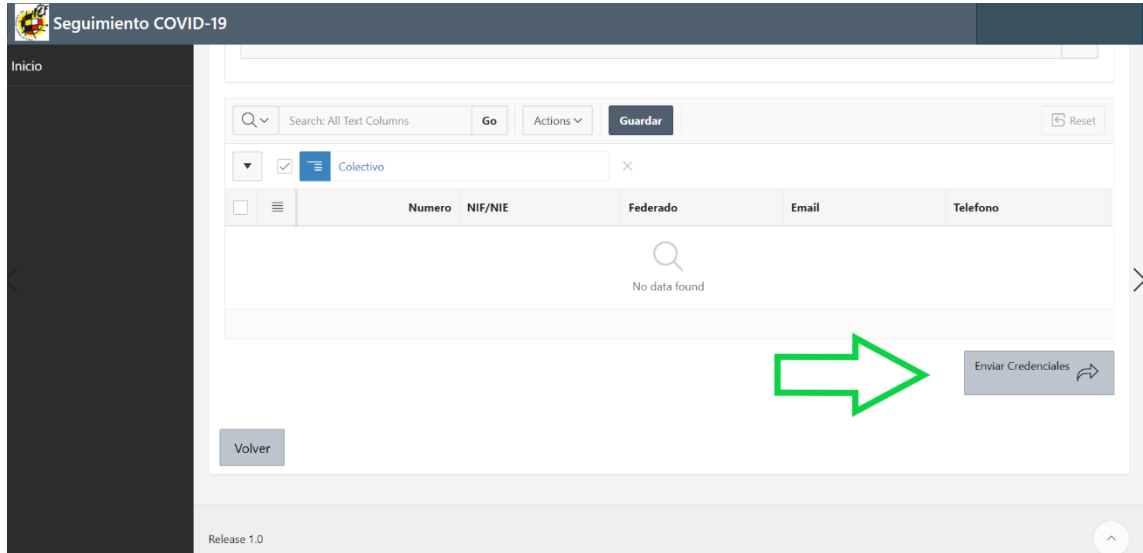 Seguimiento COVID-19
Inicio
Search: All Text Columns Go Actions Guardar Reset
Colectivo
Numero NIF/NIE Federado Email Telefono
No data found
Enviar Credenciales
Volver
Release 1.0